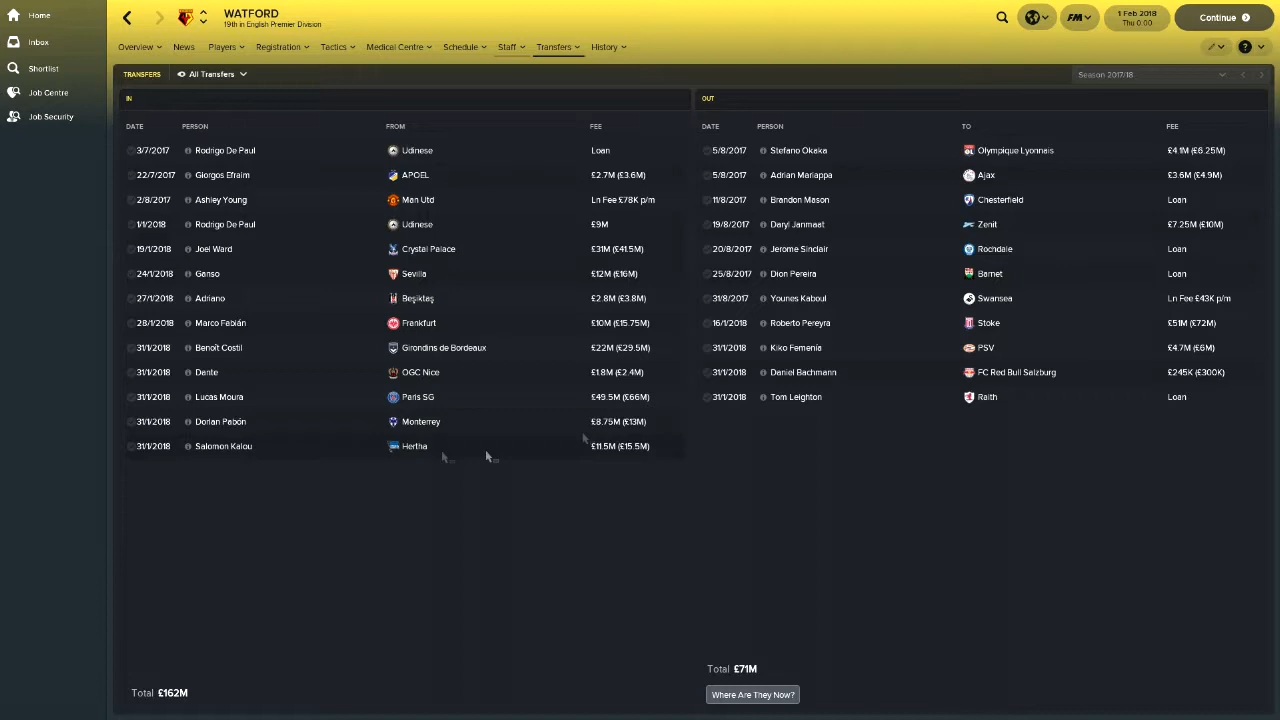 Home
Inbox
Shortlist
Job Centre
Job Security
WATFORD
19th in English Premier Division
FM
1 Feb 2018
Thu 0:00
Continue
Overview News Players Registration Tactics Medical Centre Schedule Staff Transfers History
?
TRANSFERS All Transfers
Season 2017/18
IN
DATE PERSON FROM FEE
3/7/2017 Rodrigo De Paul Udinese Loan
22/7/2017 Giorgos Efraim APOEL £2.7M (£3.6M)
2/8/2017 Ashley Young Man Utd Ln Fee £78K p/m
1/1/2018 Rodrigo De Paul Udinese £9M
19/1/2018 Joel Ward Crystal Palace £31M (£41.5M)
24/1/2018 Ganso Sevilla £12M (£16M)
27/1/2018 Adriano Beşiktaş £2.8M (£3.8M)
28/1/2018 Marco Fabián Frankfurt £10M (£15.75M)
31/1/2018 Benoît Costil Girondins de Bordeaux £22M (£29.5M)
31/1/2018 Dante OGC Nice £1.8M (£2.4M)
31/1/2018 Lucas Moura Paris SG £49.5M (£66M)
31/1/2018 Dorlan Pabón Monterrey £8.75M (£13M)
31/1/2018 Salomon Kalou Hertha £11.5M (£15.5M)
Total £162M
OUT
DATE PERSON TO FEE
5/8/2017 Stefano Okaka Olympique Lyonnais £4.1M (£6.25M)
5/8/2017 Adrian Mariappa Ajax £3.6M (£4.9M)
11/8/2017 Brandon Mason Chesterfield Loan
19/8/2017 Daryl Janmaat Zenit £7.25M (£10M)
20/8/2017 Jerome Sinclair Rochdale Loan
25/8/2017 Dion Pereira Barnet Loan
31/8/2017 Younes Kaboul Swansea Ln Fee £43K p/m
16/1/2018 Roberto Pereyra Stoke £51M (£72M)
31/1/2018 Kiko Femenía PSV £4.7M (£6M)
31/1/2018 Daniel Bachmann FC Red Bull Salzburg £245K (£300K)
31/1/2018 Tom Leighton Raith Loan
Total £71M
Where Are They Now?